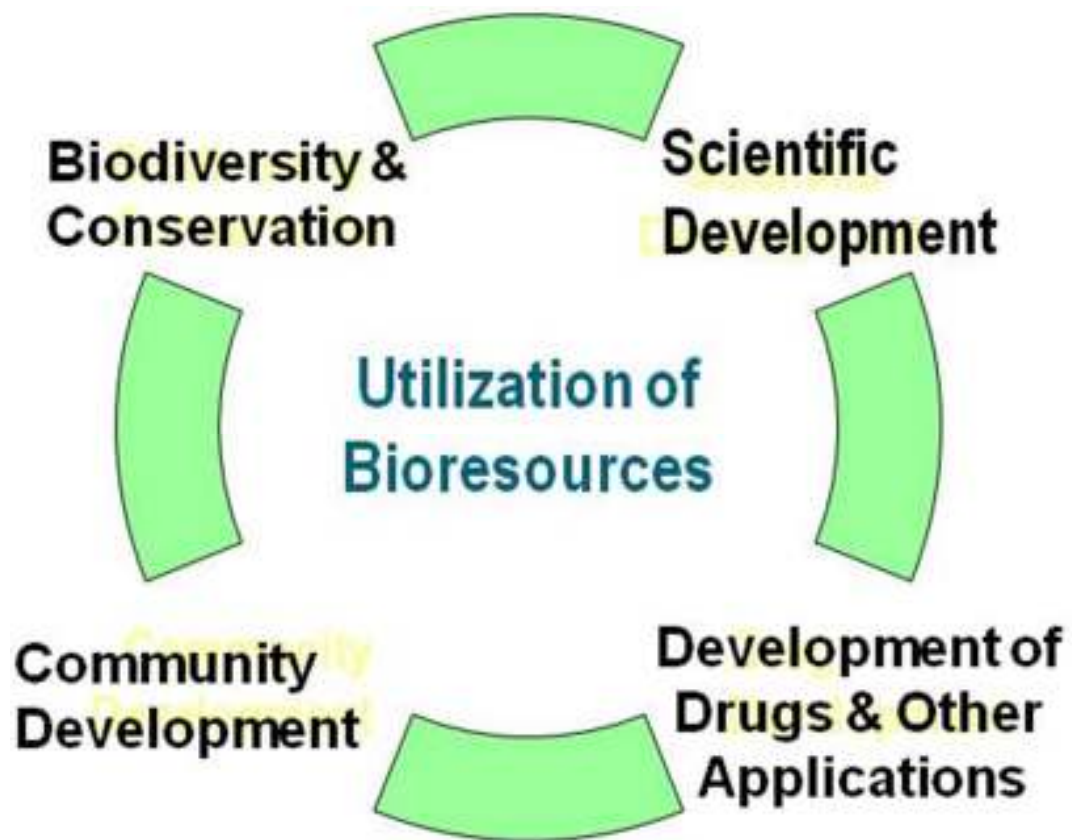 Biodiversity &
Conservation
Scientific
Development
Utilization of
Bioresources
Community
Development
Development of
Drugs & Other
Applications